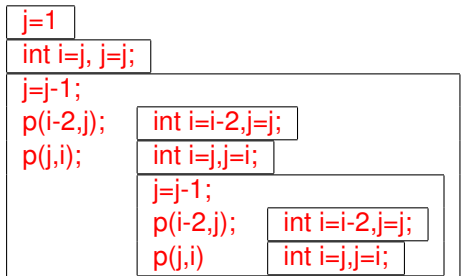 j=1
int i=j, j=j;
j=j-1;
p(i-2,j); int i=i-2,j=j;
p(j,i); int i=j,j=i;
j=j-1;
p(i-2,j); int i=i-2,j=j;
p(j,i) int i=j,j=i;